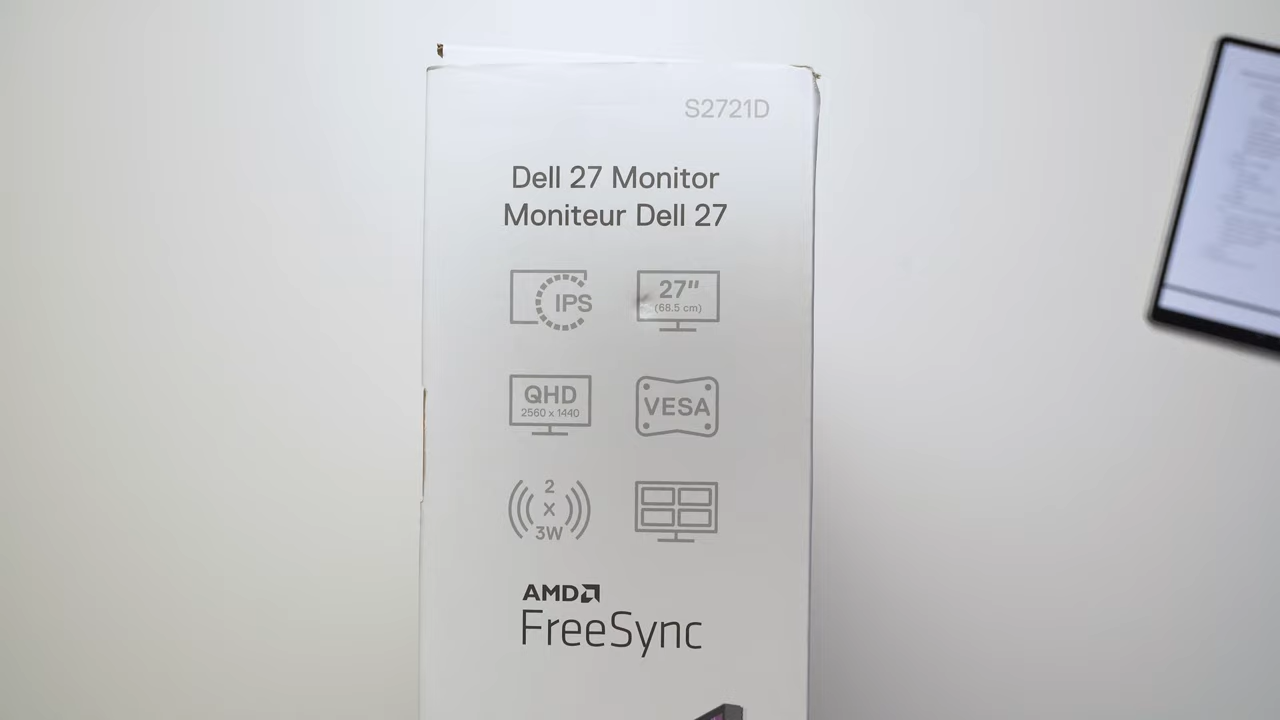 S2721D
Dell 27 Monitor
Moniteur Dell 27
IPS
27"
(68.5 cm)
QHD
2560 x 1440
VESA
2
X
3W
AMD
FreeSync